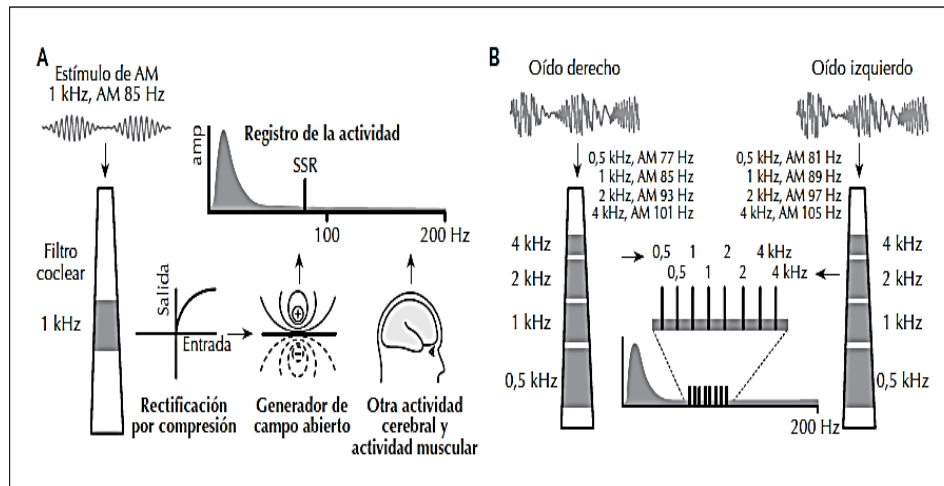 A
Estímulo de AM
1 kHz, AM 85 Hz
Registro de la actividad
amp
SSR
100
200 Hz
Filtro
coclear
1 kHz
Salida
Entrada
Rectificación
por compresión
Generador de
campo abierto
Otra actividad
cerebral y
actividad muscular
B
Oído derecho
Oído izquierdo
0,5 kHz, AM 77 Hz
1 kHz, AM 85 Hz
2 kHz, AM 93 Hz
4 kHz, AM 101 Hz
0,5 kHz, AM 81 Hz
1 kHz, AM 89 Hz
2 kHz, AM 97 Hz
4 kHz, AM 105 Hz
4 kHz
2 kHz
1 kHz
0,5 kHz
0,5 1 2 4 kHz
0,5 1 2 4 kHz
200 Hz
4 kHz
2 kHz
1 kHz
0,5 kHz